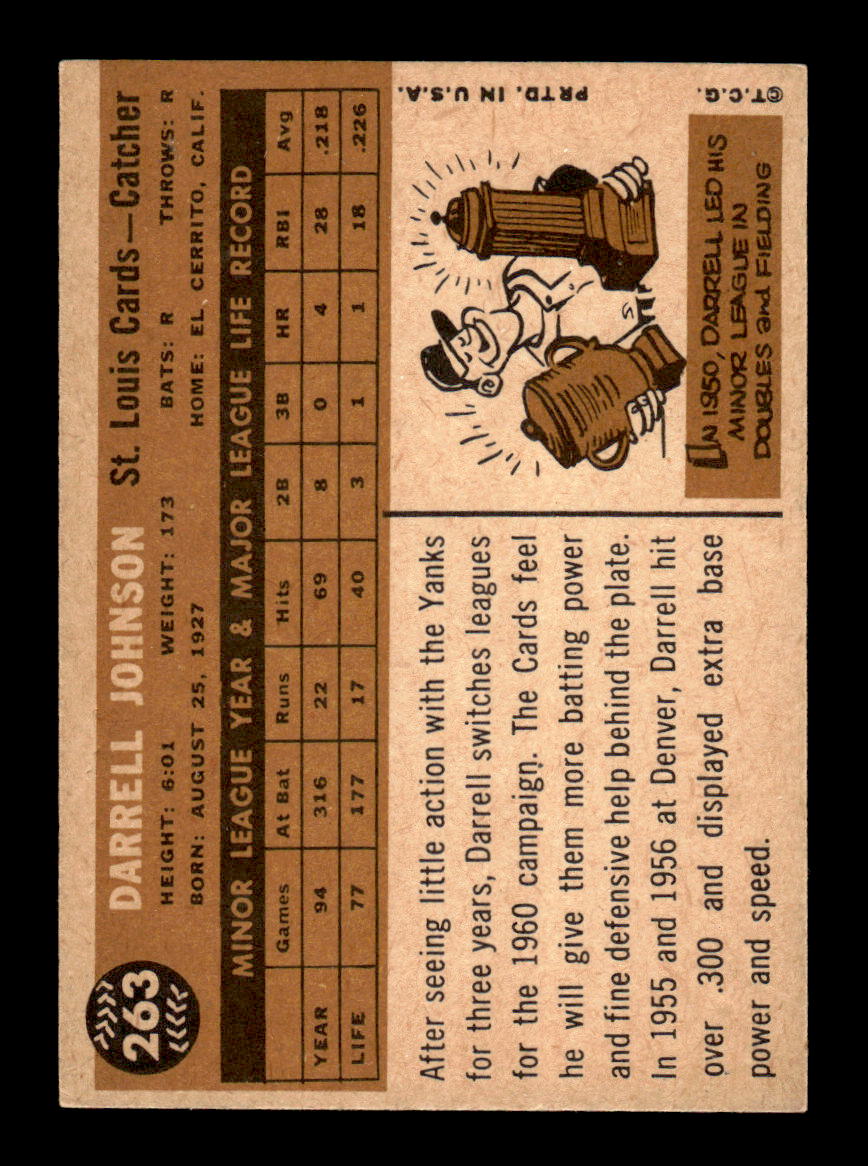 263
DARRELL JOHNSON St. Louis Cards—Catcher
HEIGHT: 6:01 WEIGHT: 173 BATS: R THROWS: R
BORN: AUGUST 25, 1927 HOME: EL CERRITO, CALIF.
MINOR LEAGUE YEAR & MAJOR LEAGUE LIFE RECORD
Games At Bat Runs Hits 2B 3B HR RBI Avg
YEAR 94 316 22 69 8 0 4 28 .218
LIFE 77 177 17 40 3 1 1 18 .226
After seeing little action with the Yanks
for three years, Darrell switches leagues
for the 1960 campaign. The Cards feel
he will give them more batting power
and fine defensive help behind the plate.
In 1955 and 1956 at Denver, Darrell hit
over .300 and displayed extra base
power and speed.
IN 1950, DARRELL LED HIS
MINOR LEAGUE IN
DOUBLES and FIELDING
©T.C.G. PRTD. IN U.S.A.